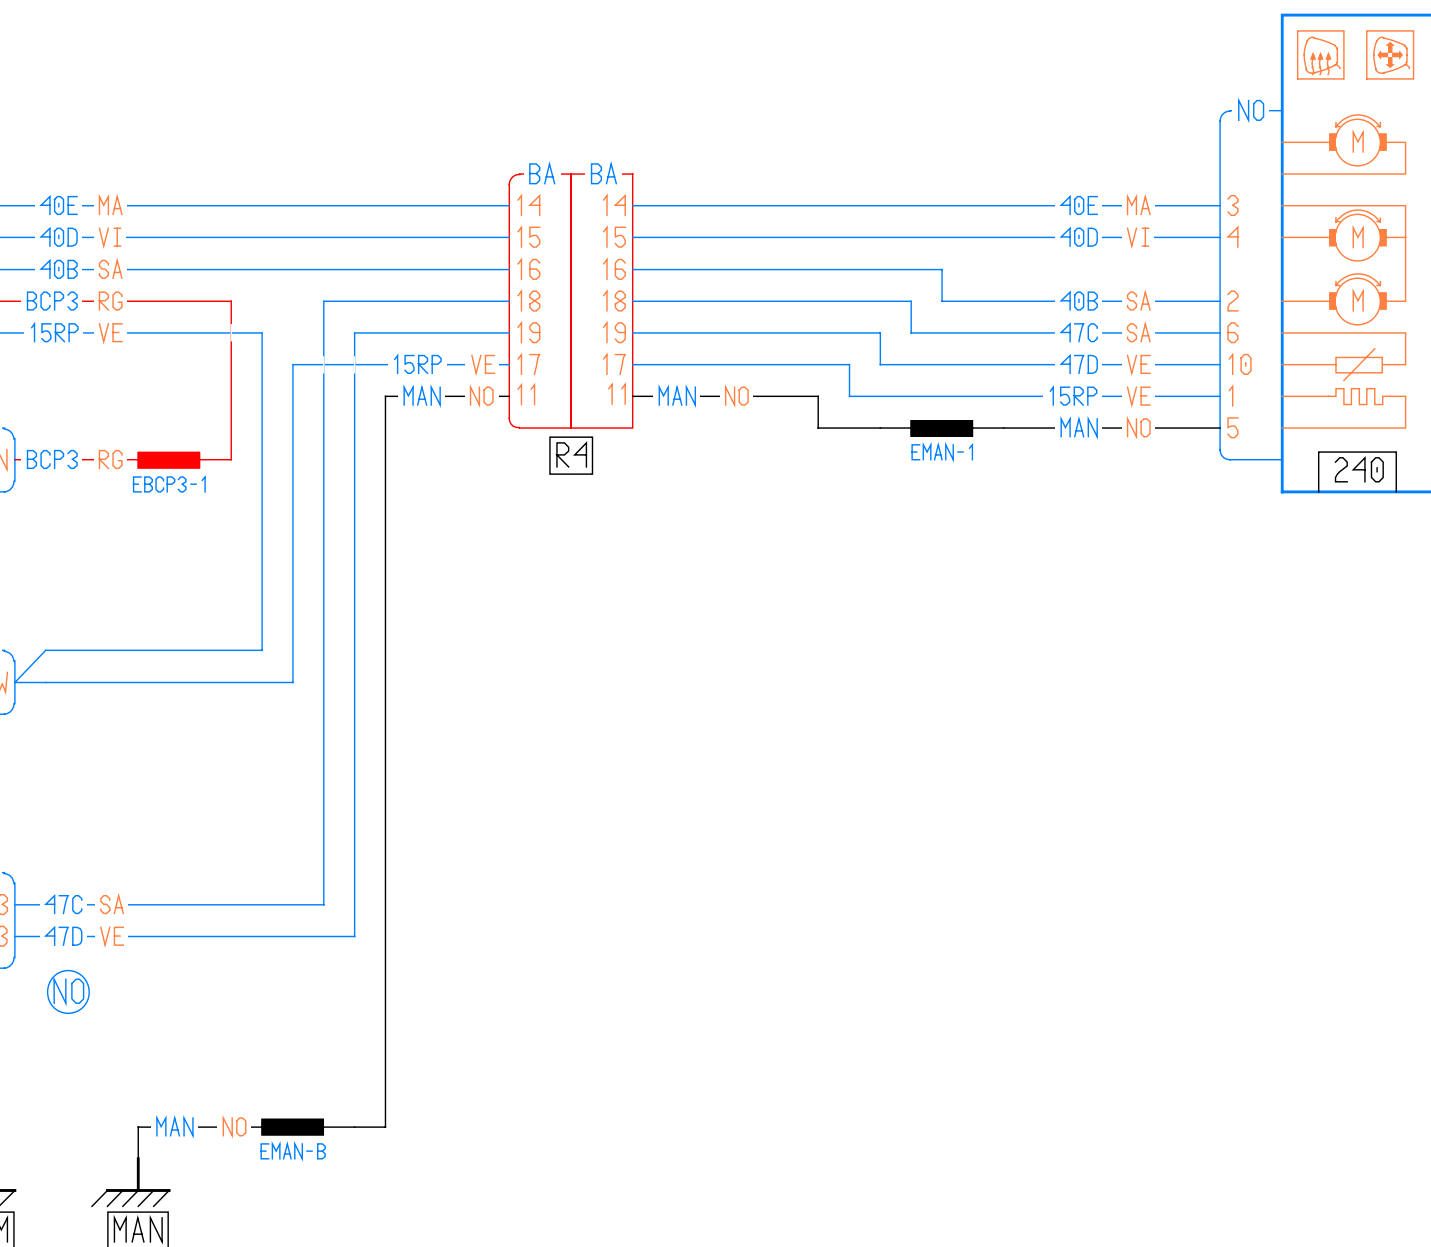 NO
M
BA BA
40E MA 14 14 40E MA 3
40D VI 15 15 40D VI 4 M
40B SA 16 16
BCP3 RG 18 18 40B SA 2 M
15RP VE 19 19 47C SA 6
15RP VE 17 17 47D VE 10
MAN NO 11 11 MAN NO 15RP VE 1
MAN NO 5
R4
EMAN-1
N BCP3 RG
240
EBCP3-1
W
3 47C SA
3 47D VE
NO
MAN NO
EMAN-B
M MAN